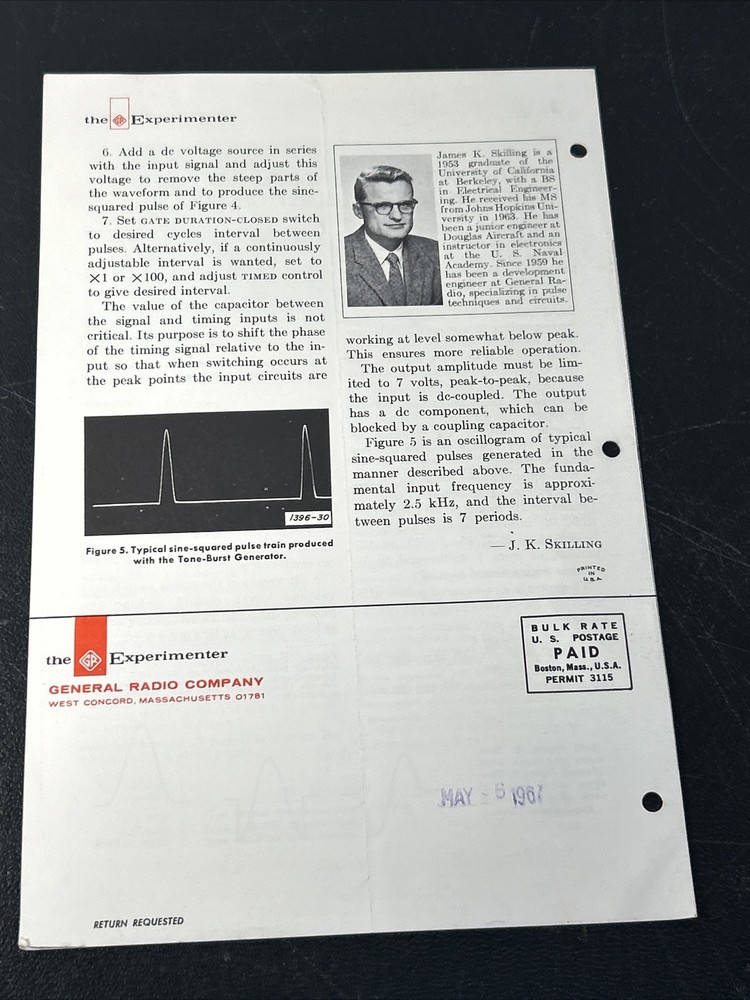 the GR Experimenter
6. Add a dc voltage source in series
with the input signal and adjust this
voltage to remove the steep parts of
the waveform and to produce the sine-
squared pulse of Figure 4.
7. Set GATE DURATION-CLOSED switch
to desired cycles interval between
pulses. Alternatively, if a continuously
adjustable interval is wanted, set to
×1 or ×100, and adjust TIMED control
to give desired interval.
The value of the capacitor between
the signal and timing inputs is not
critical. Its purpose is to shift the phase
of the timing signal relative to the in-
put so that when switching occurs at
the peak points the input circuits are
1396-30
Figure 5. Typical sine-squared pulse train produced
with the Tone-Burst Generator.
James K. Skilling is a
1953 graduate of the
University of California
at Berkeley, with a BS
in Electrical Engineer-
ing. He received his MS
from Johns Hopkins Uni-
versity in 1963. He has
been a junior engineer at
Douglas Aircraft and an
instructor in electronics
at the U. S. Naval
Academy. Since 1959 he
has been a development
engineer at General Ra-
dio, specializing in pulse
techniques and circuits.
working at level somewhat below peak.
This ensures more reliable operation.
The output amplitude must be lim-
ited to 7 volts, peak-to-peak, because
the input is dc-coupled. The output
has a dc component, which can be
blocked by a coupling capacitor.
Figure 5 is an oscillogram of typical
sine-squared pulses generated in the
manner described above. The funda-
mental input frequency is approxi-
mately 2.5 kHz, and the interval be-
tween pulses is 7 periods.
— J. K. SKILLING
PRINTED
IN
U.S.A.
the GR Experimenter
GENERAL RADIO COMPANY
WEST CONCORD, MASSACHUSETTS 01781
BULK RATE
U. S. POSTAGE
PAID
Boston, Mass., U.S.A.
PERMIT 3115
MAY - 8 1967
RETURN REQUESTED